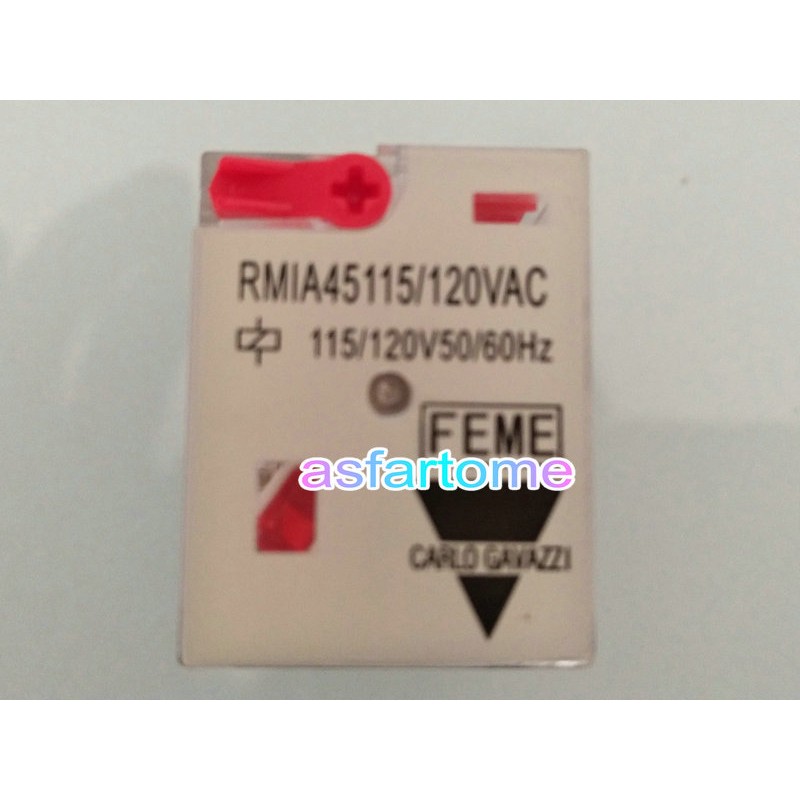 RMIA45115/120VAC
115/120V50/60Hz
FEME
asfartome
CARLO GAVAZZI